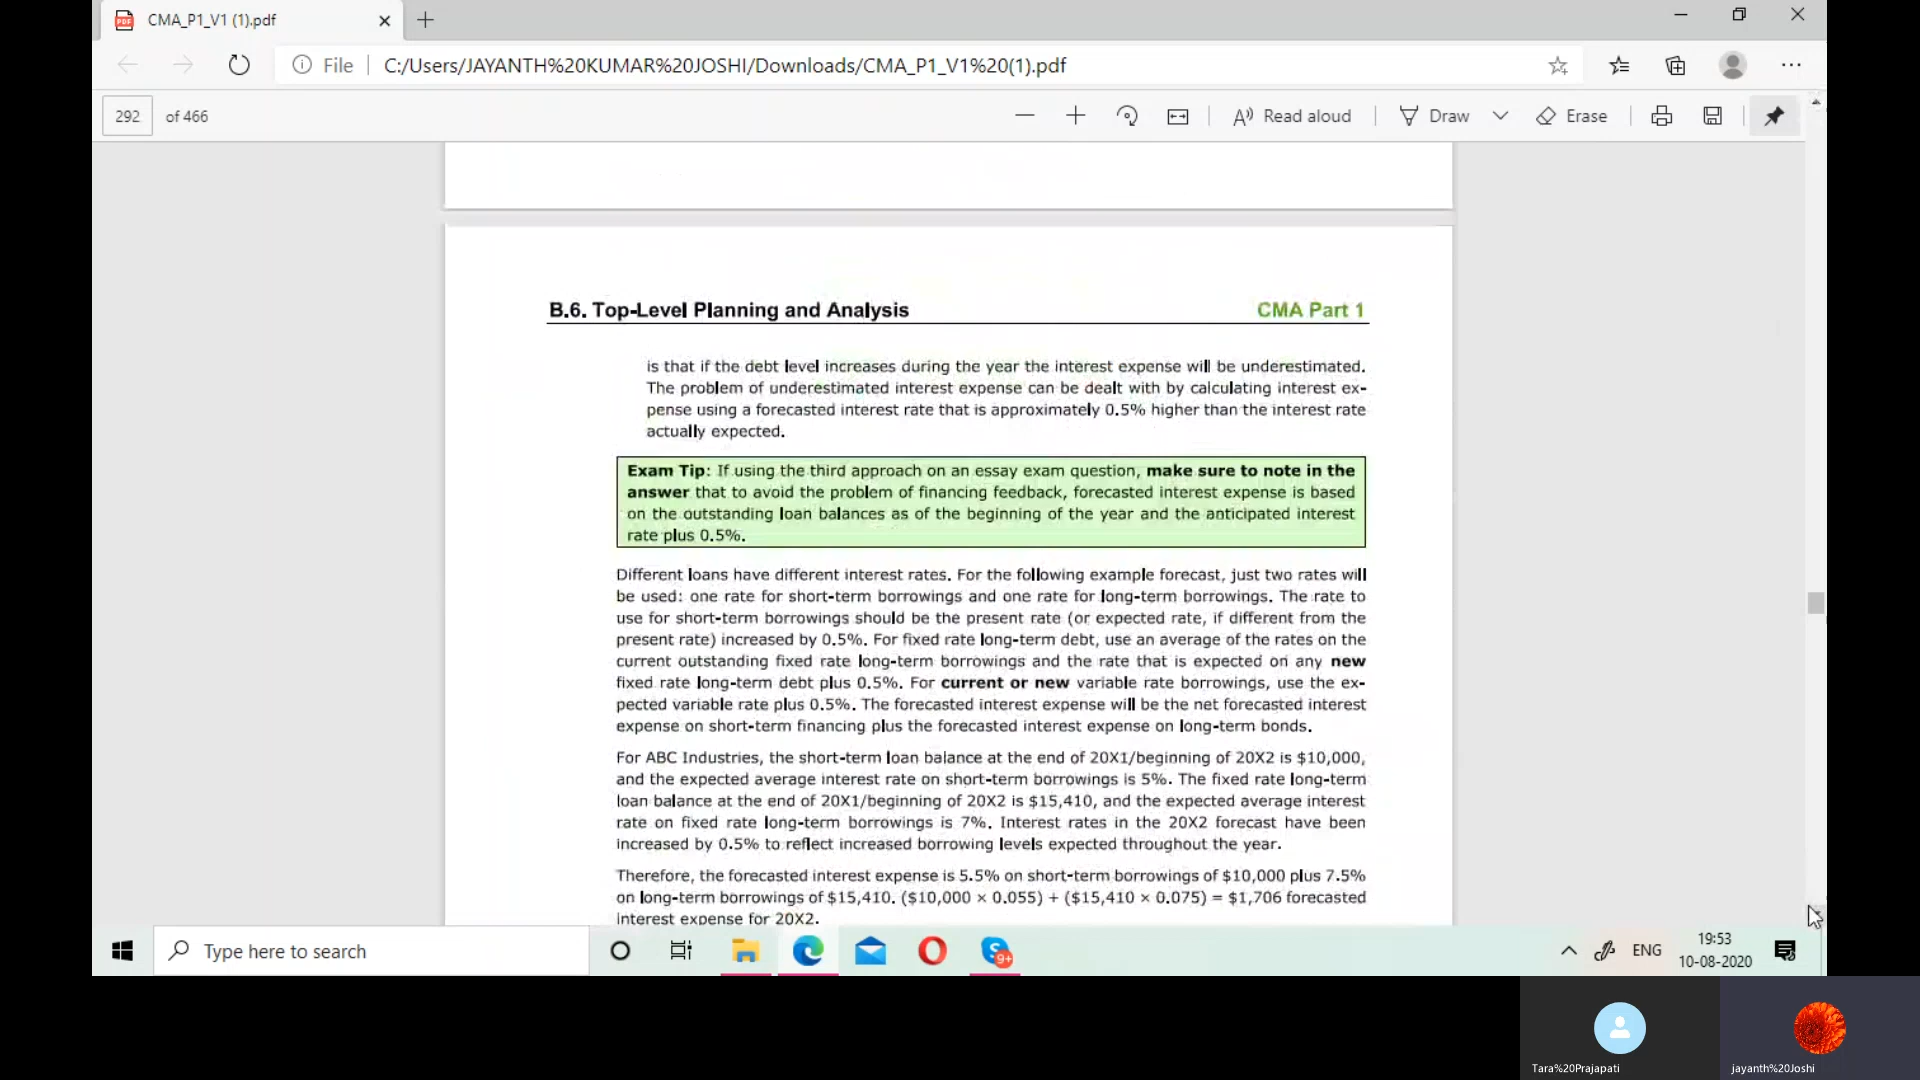 CMA_P1_V1 (1).pdf
File
C:/Users/JAYANTH%20KUMAR%20JOSHI/Downloads/CMA_P1_V1%20(1).pdf
292 of 466
Read aloud
Draw
Erase
B.6. Top-Level Planning and Analysis CMA Part 1
is that if the debt level increases during the year the interest expense will be underestimated.
The problem of underestimated interest expense can be dealt with by calculating interest ex-
pense using a forecasted interest rate that is approximately 0.5% higher than the interest rate
actually expected.
Exam Tip: If using the third approach on an essay exam question, make sure to note in the
answer that to avoid the problem of financing feedback, forecasted interest expense is based
on the outstanding loan balances as of the beginning of the year and the anticipated interest
rate plus 0.5%.
Different loans have different interest rates. For the following example forecast, just two rates will
be used: one rate for short-term borrowings and one rate for long-term borrowings. The rate to
use for short-term borrowings should be the present rate (or expected rate, if different from the
present rate) increased by 0.5%. For fixed rate long-term debt, use an average of the rates on the
current outstanding fixed rate long-term borrowings and the rate that is expected on any new
fixed rate long-term debt plus 0.5%. For current or new variable rate borrowings, use the ex-
pected variable rate plus 0.5%. The forecasted interest expense will be the net forecasted interest
expense on short-term financing plus the forecasted interest expense on long-term bonds.
For ABC Industries, the short-term loan balance at the end of 20X1/beginning of 20X2 is $10,000,
and the expected average interest rate on short-term borrowings is 5%. The fixed rate long-term
loan balance at the end of 20X1/beginning of 20X2 is $15,410, and the expected average interest
rate on fixed rate long-term borrowings is 7%. Interest rates in the 20X2 forecast have been
increased by 0.5% to reflect increased borrowing levels expected throughout the year.
Therefore, the forecasted interest expense is 5.5% on short-term borrowings of $10,000 plus 7.5%
on long-term borrowings of $15,410. ($10,000 × 0.055) + ($15,410 × 0.075) = $1,706 forecasted
interest expense for 20X2.
Type here to search
9+
ENG
19:53
10-08-2020
Tara%20Prajapati
jayanth%20Joshi